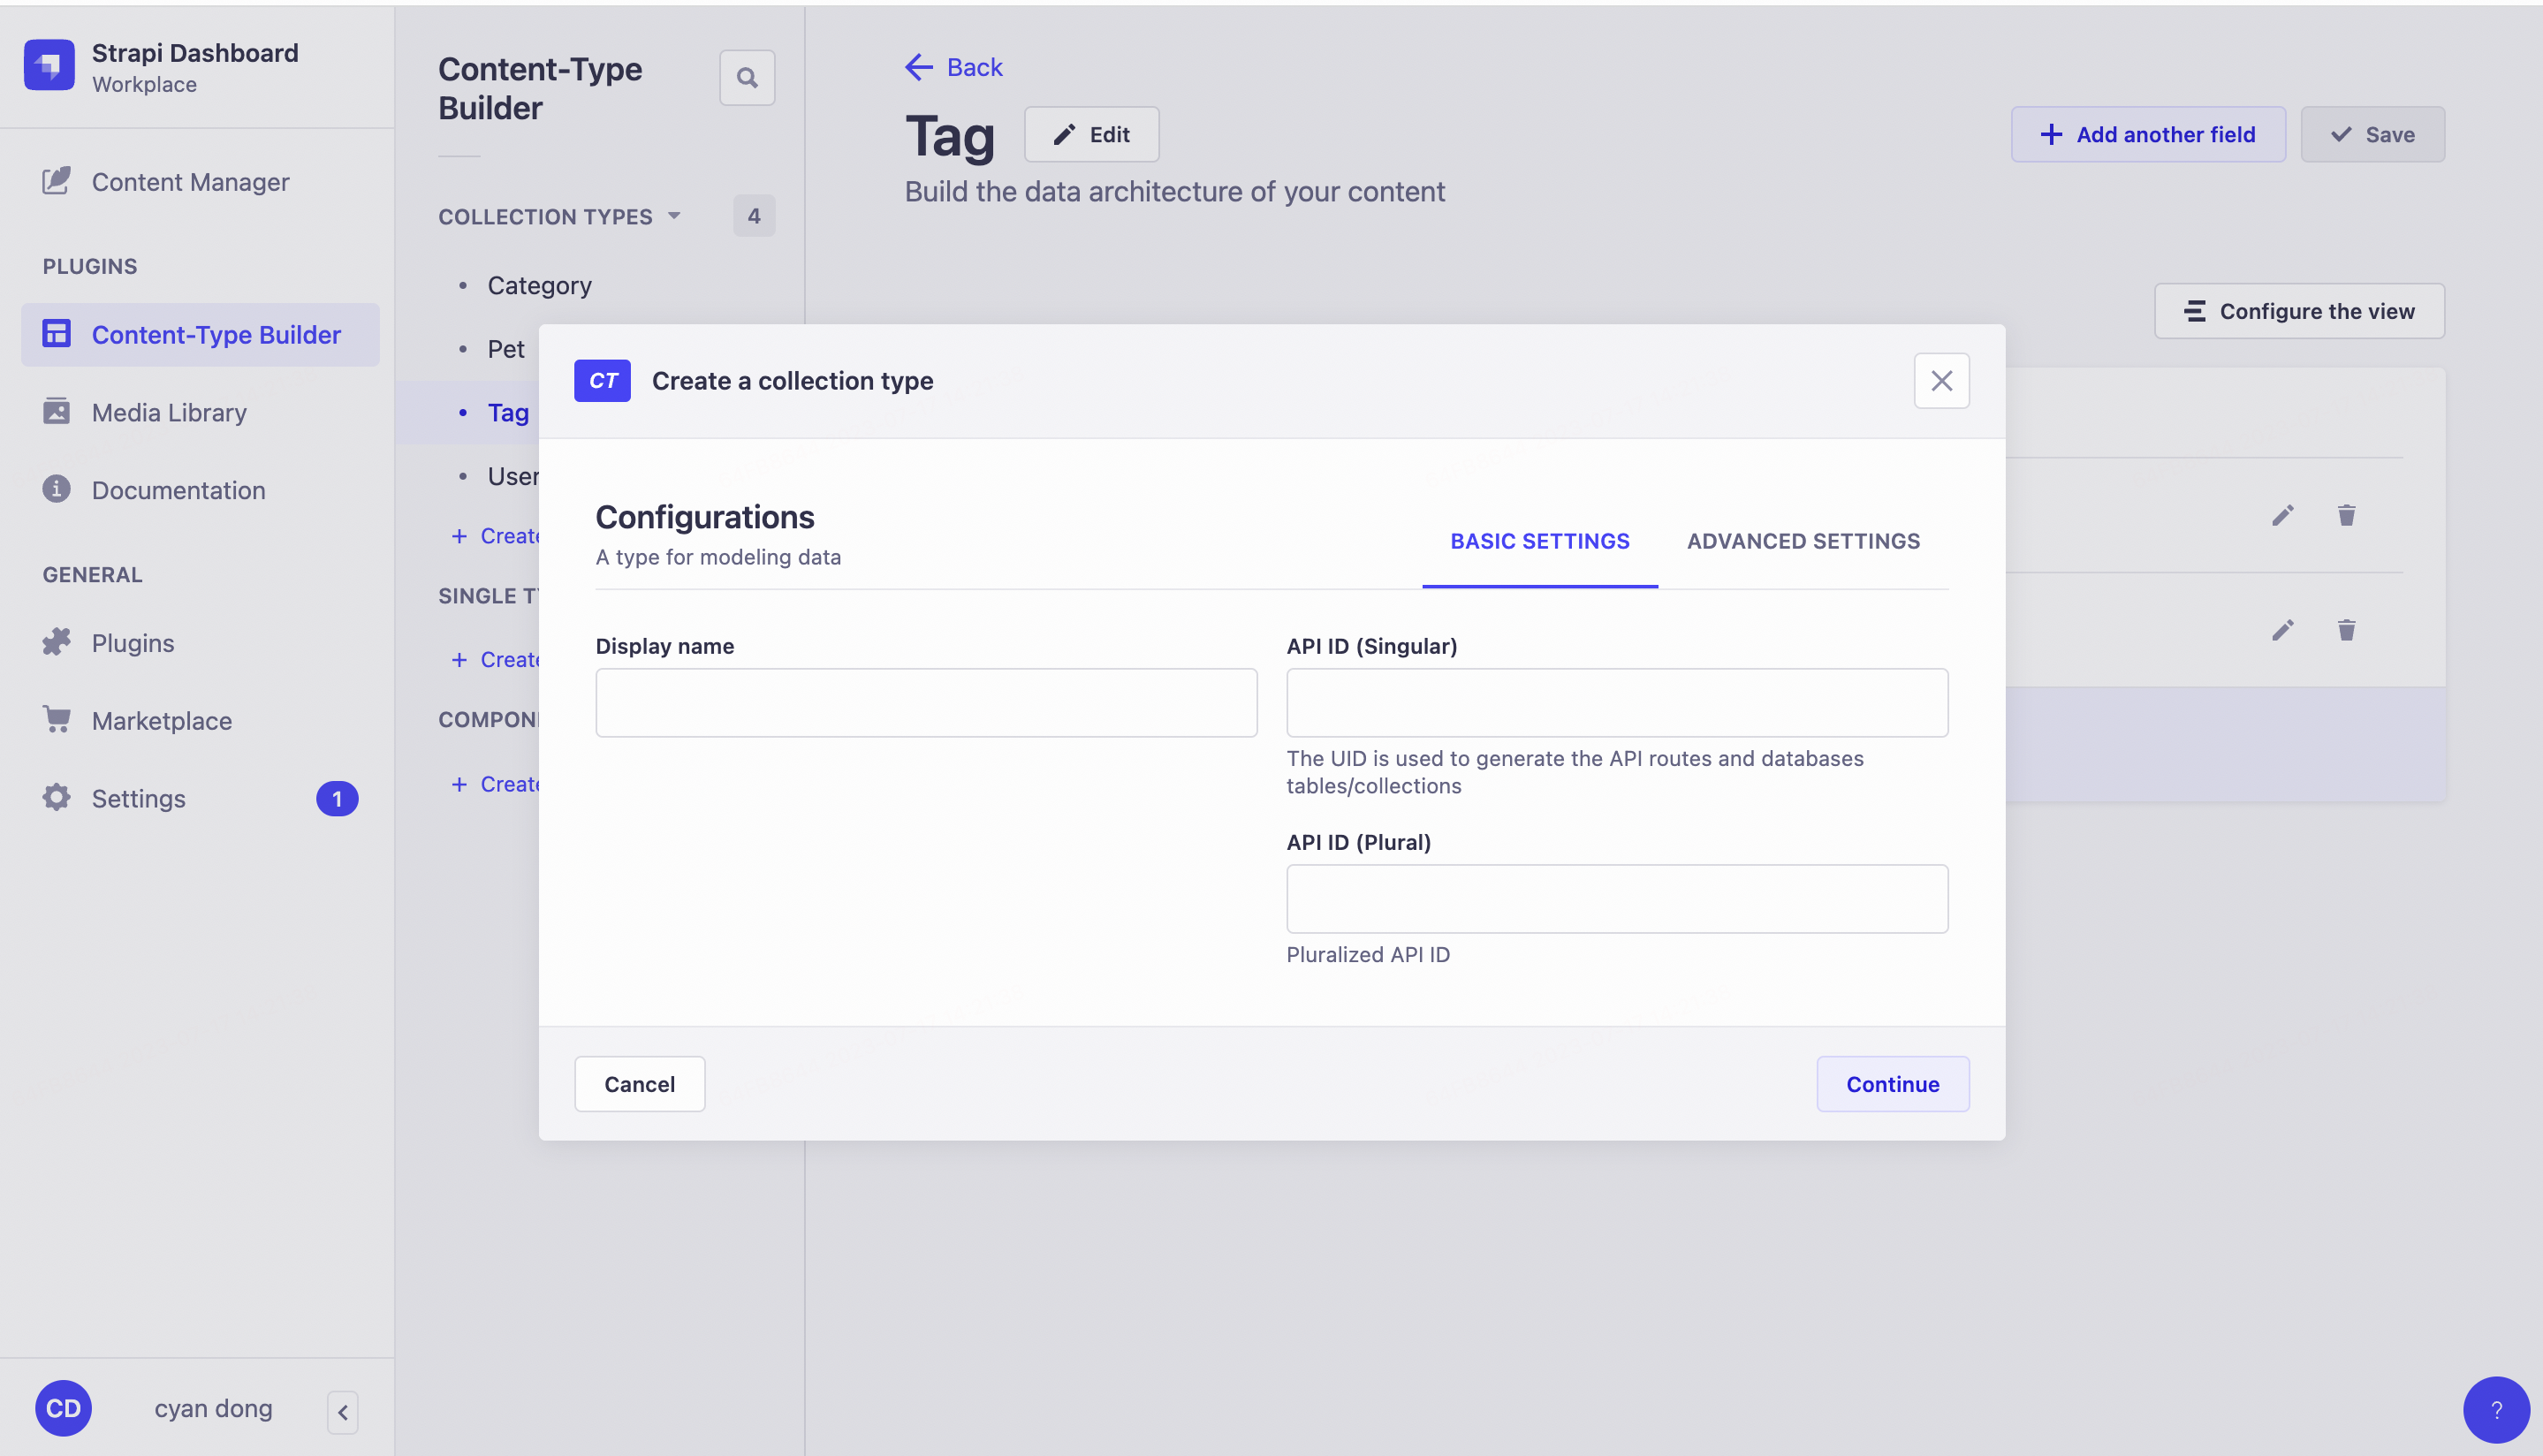 Strapi Dashboard
Workplace
Content Manager
PLUGINS
Content-Type Builder
Media Library
Documentation
GENERAL
Plugins
Marketplace
Settings
1
CD
cyan dong
Content-Type
Builder
COLLECTION TYPES
4
Category
Pet
Tag
User
+ Create
SINGLE TY
+ Create
COMPON
+ Create
Back
Tag
Edit
Build the data architecture of your content
Add another field
Save
Configure the view
CT
Create a collection type
Configurations
A type for modeling data
BASIC SETTINGS
ADVANCED SETTINGS
Display name
API ID (Singular)
The UID is used to generate the API routes and databases
tables/collections
API ID (Plural)
Pluralized API ID
Cancel
Continue
?